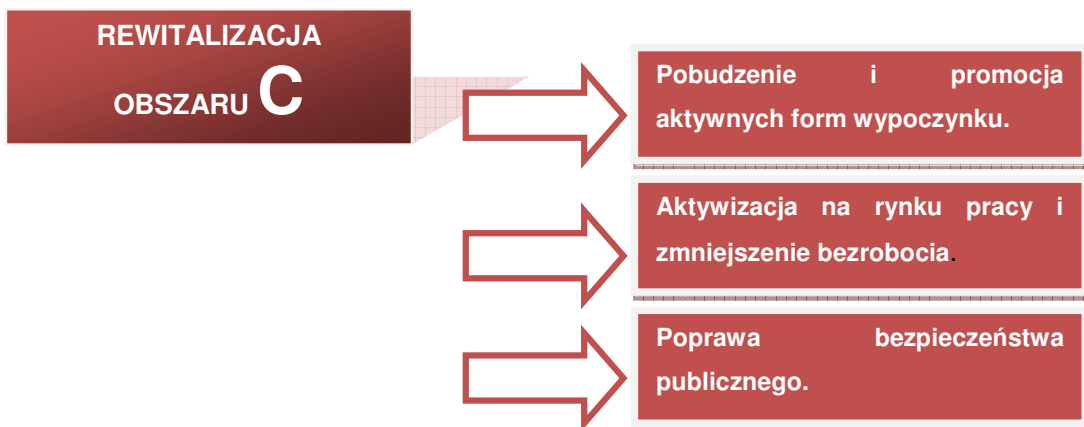 REWITALIZACJA
OBSZARU C
Pobudzenie i promocja
aktywnych form wypoczynku.
Aktywizacja na rynku pracy i
zmniejszenie bezrobocia.
Poprawa bezpieczeństwa
publicznego.